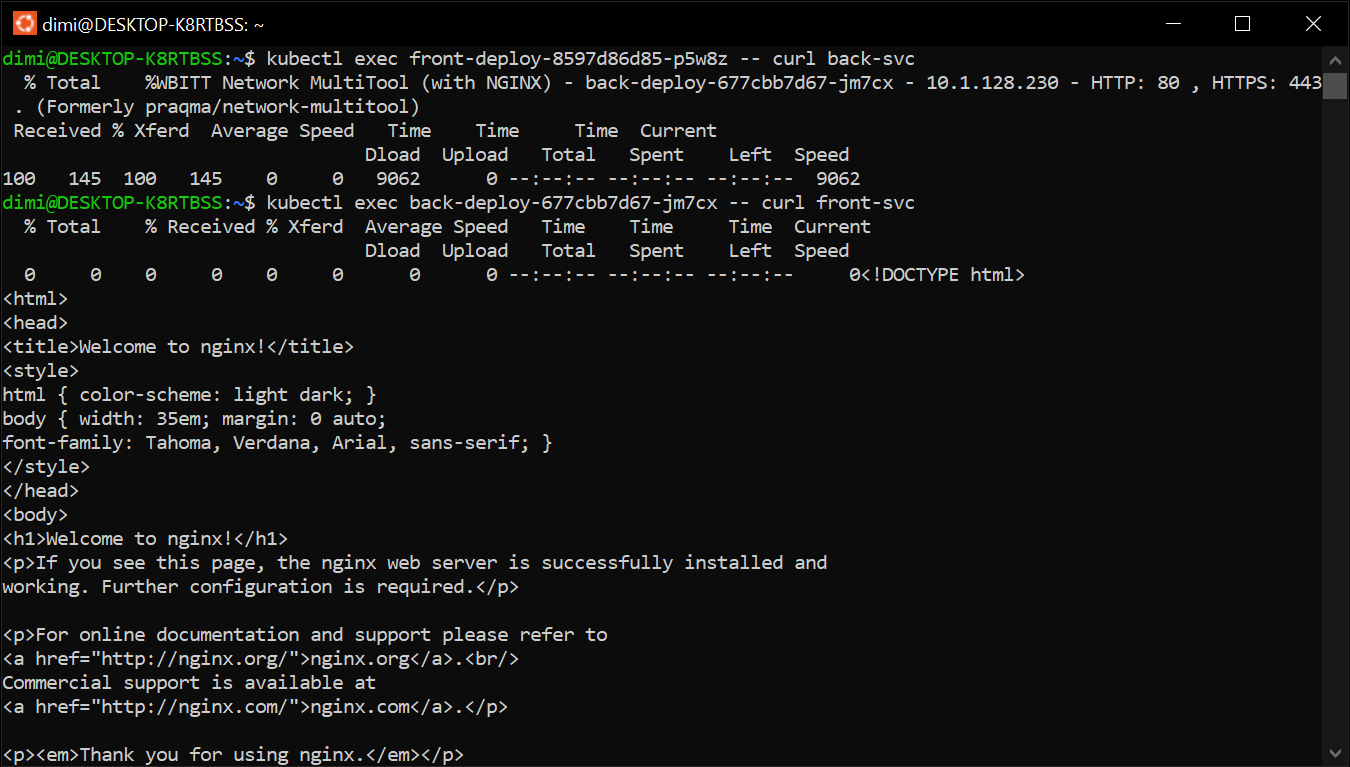 dimi@DESKTOP-K8RTBSS: ~
dimi@DESKTOP-K8RTBSS:~$ kubectl exec front-deploy-8597d86d85-p5w8z -- curl back-svc
  % Total    %WBITT Network MultiTool (with NGINX) - back-deploy-677cbb7d67-jm7cx - 10.1.128.230 - HTTP: 80 , HTTPS: 443
 . (Formerly praqma/network-multitool)
 Received % Xferd  Average Speed   Time    Time     Time  Current
                                 Dload  Upload   Total   Spent    Left  Speed
100   145  100   145    0     0   9062      0 --:--:-- --:--:-- --:--:--  9062
dimi@DESKTOP-K8RTBSS:~$ kubectl exec back-deploy-677cbb7d67-jm7cx -- curl front-svc
  % Total    % Received % Xferd  Average Speed   Time    Time     Time  Current
                                 Dload  Upload   Total   Spent    Left  Speed
  0     0    0     0    0     0      0      0 --:--:-- --:--:-- --:--:--     0<!DOCTYPE html>
<html>
<head>
<title>Welcome to nginx!</title>
<style>
html { color-scheme: light dark; }
body { width: 35em; margin: 0 auto;
font-family: Tahoma, Verdana, Arial, sans-serif; }
</style>
</head>
<body>
<h1>Welcome to nginx!</h1>
<p>If you see this page, the nginx web server is successfully installed and
working. Further configuration is required.</p>

<p>For online documentation and support please refer to
<a href="http://nginx.org/">nginx.org</a>.<br/>
Commercial support is available at
<a href="http://nginx.com/">nginx.com</a>.</p>

<p><em>Thank you for using nginx.</em></p>